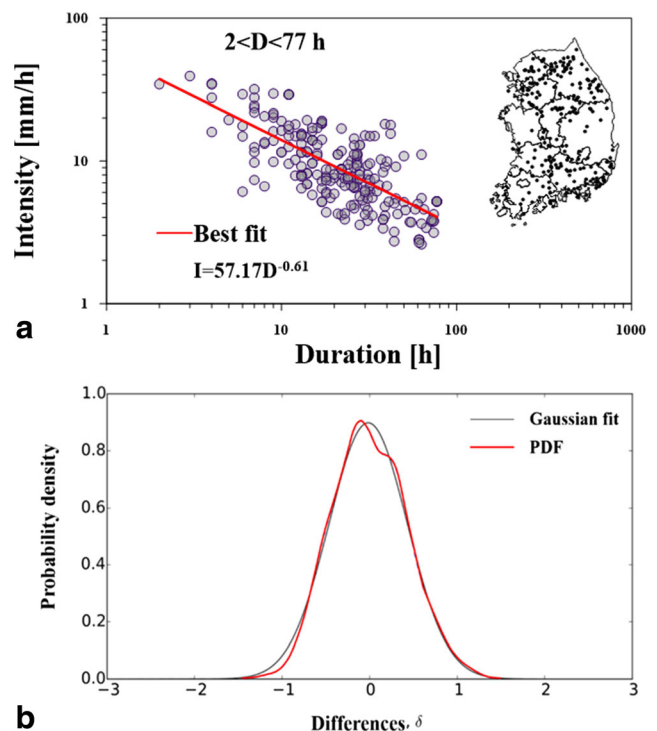 100
2<D<77 h
Intensity [mm/h]
10
Best fit
I=57.17D^-0.61
1
a
1
10
100
1000
Duration [h]
1.0
Gaussian fit
PDF
0.8
Probability density
0.6
0.4
0.2
0.0
−3
−2
−1
0
1
2
3
b
Differences, δ